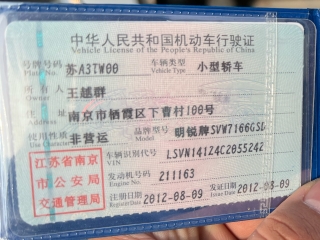 中华人民共和国机动车行驶证
Vehicle License of the People's Republic of China
号牌号码 苏A3TW00 车辆类型 小型轿车
Plate No. Vehicle Type
所有人 王越群
Owner
住址 南京市栖霞区下曹村100号
使用性质 非营运 品牌型号 明锐牌SVW7166GSD
Use Character
江苏省南京市公安局交通管理局
车辆识别代号 LSVN141Z4C2055242
VIN
发动机号码 211163
Engine No.
注册日期 2012-08-09 发证日期 2012-08-09
Register Date Issue Date